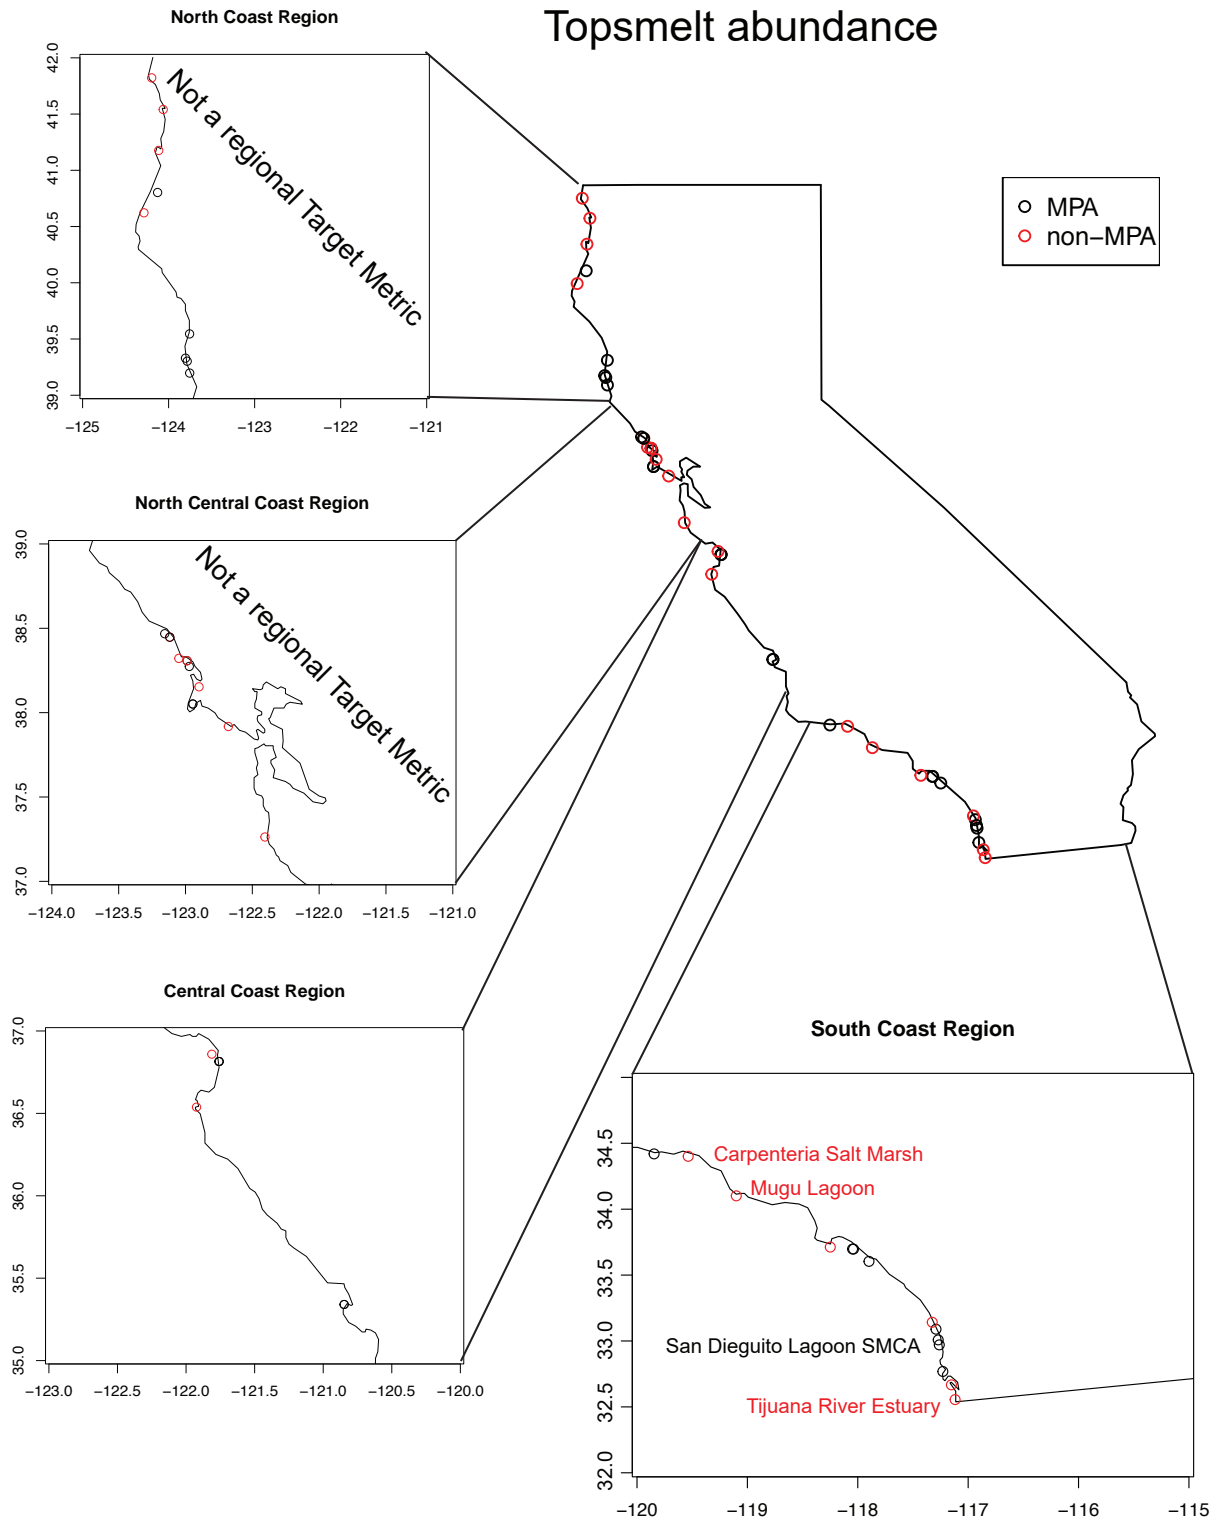 Topsmelt abundance
North Coast Region
Not a regional Target Metric
42.0
41.5
41.0
40.5
40.0
39.5
39.0
−125 −124 −123 −122 −121
MPA
non−MPA
North Central Coast Region
Not a regional Target Metric
39.0
38.5
38.0
37.5
37.0
−124.0 −123.5 −123.0 −122.5 −122.0 −121.5 −121.0
Central Coast Region
37.0
36.5
36.0
35.5
35.0
−123.0 −122.5 −122.0 −121.5 −121.0 −120.5 −120.0
South Coast Region
34.5
34.0
33.5
33.0
32.5
32.0
Carpenteria Salt Marsh
Mugu Lagoon
San Dieguito Lagoon SMCA
Tijuana River Estuary
−120 −119 −118 −117 −116 −115